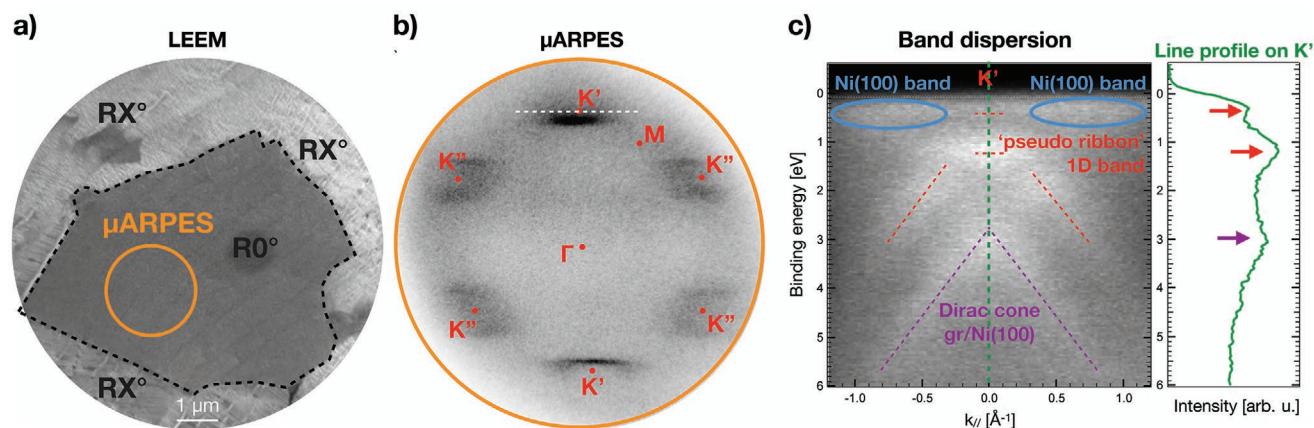 a)
LEEM
RX°
RX°
µARPES
R0°
RX°
1 µm
b)
µARPES
K’
M
K”
K”
Γ
K”
K”
K’
c)
Band dispersion
Line profile on K’
Ni(100) band
K’
Ni(100) band
‘pseudo ribbon’
1D band
Dirac cone
gr/Ni(100)
Binding energy [eV]
0
1
2
3
4
5
6
-1.0
-0.5
0.0
0.5
1.0
k// [Å-1]
0
1
2
3
4
5
6
Intensity [arb. u.]